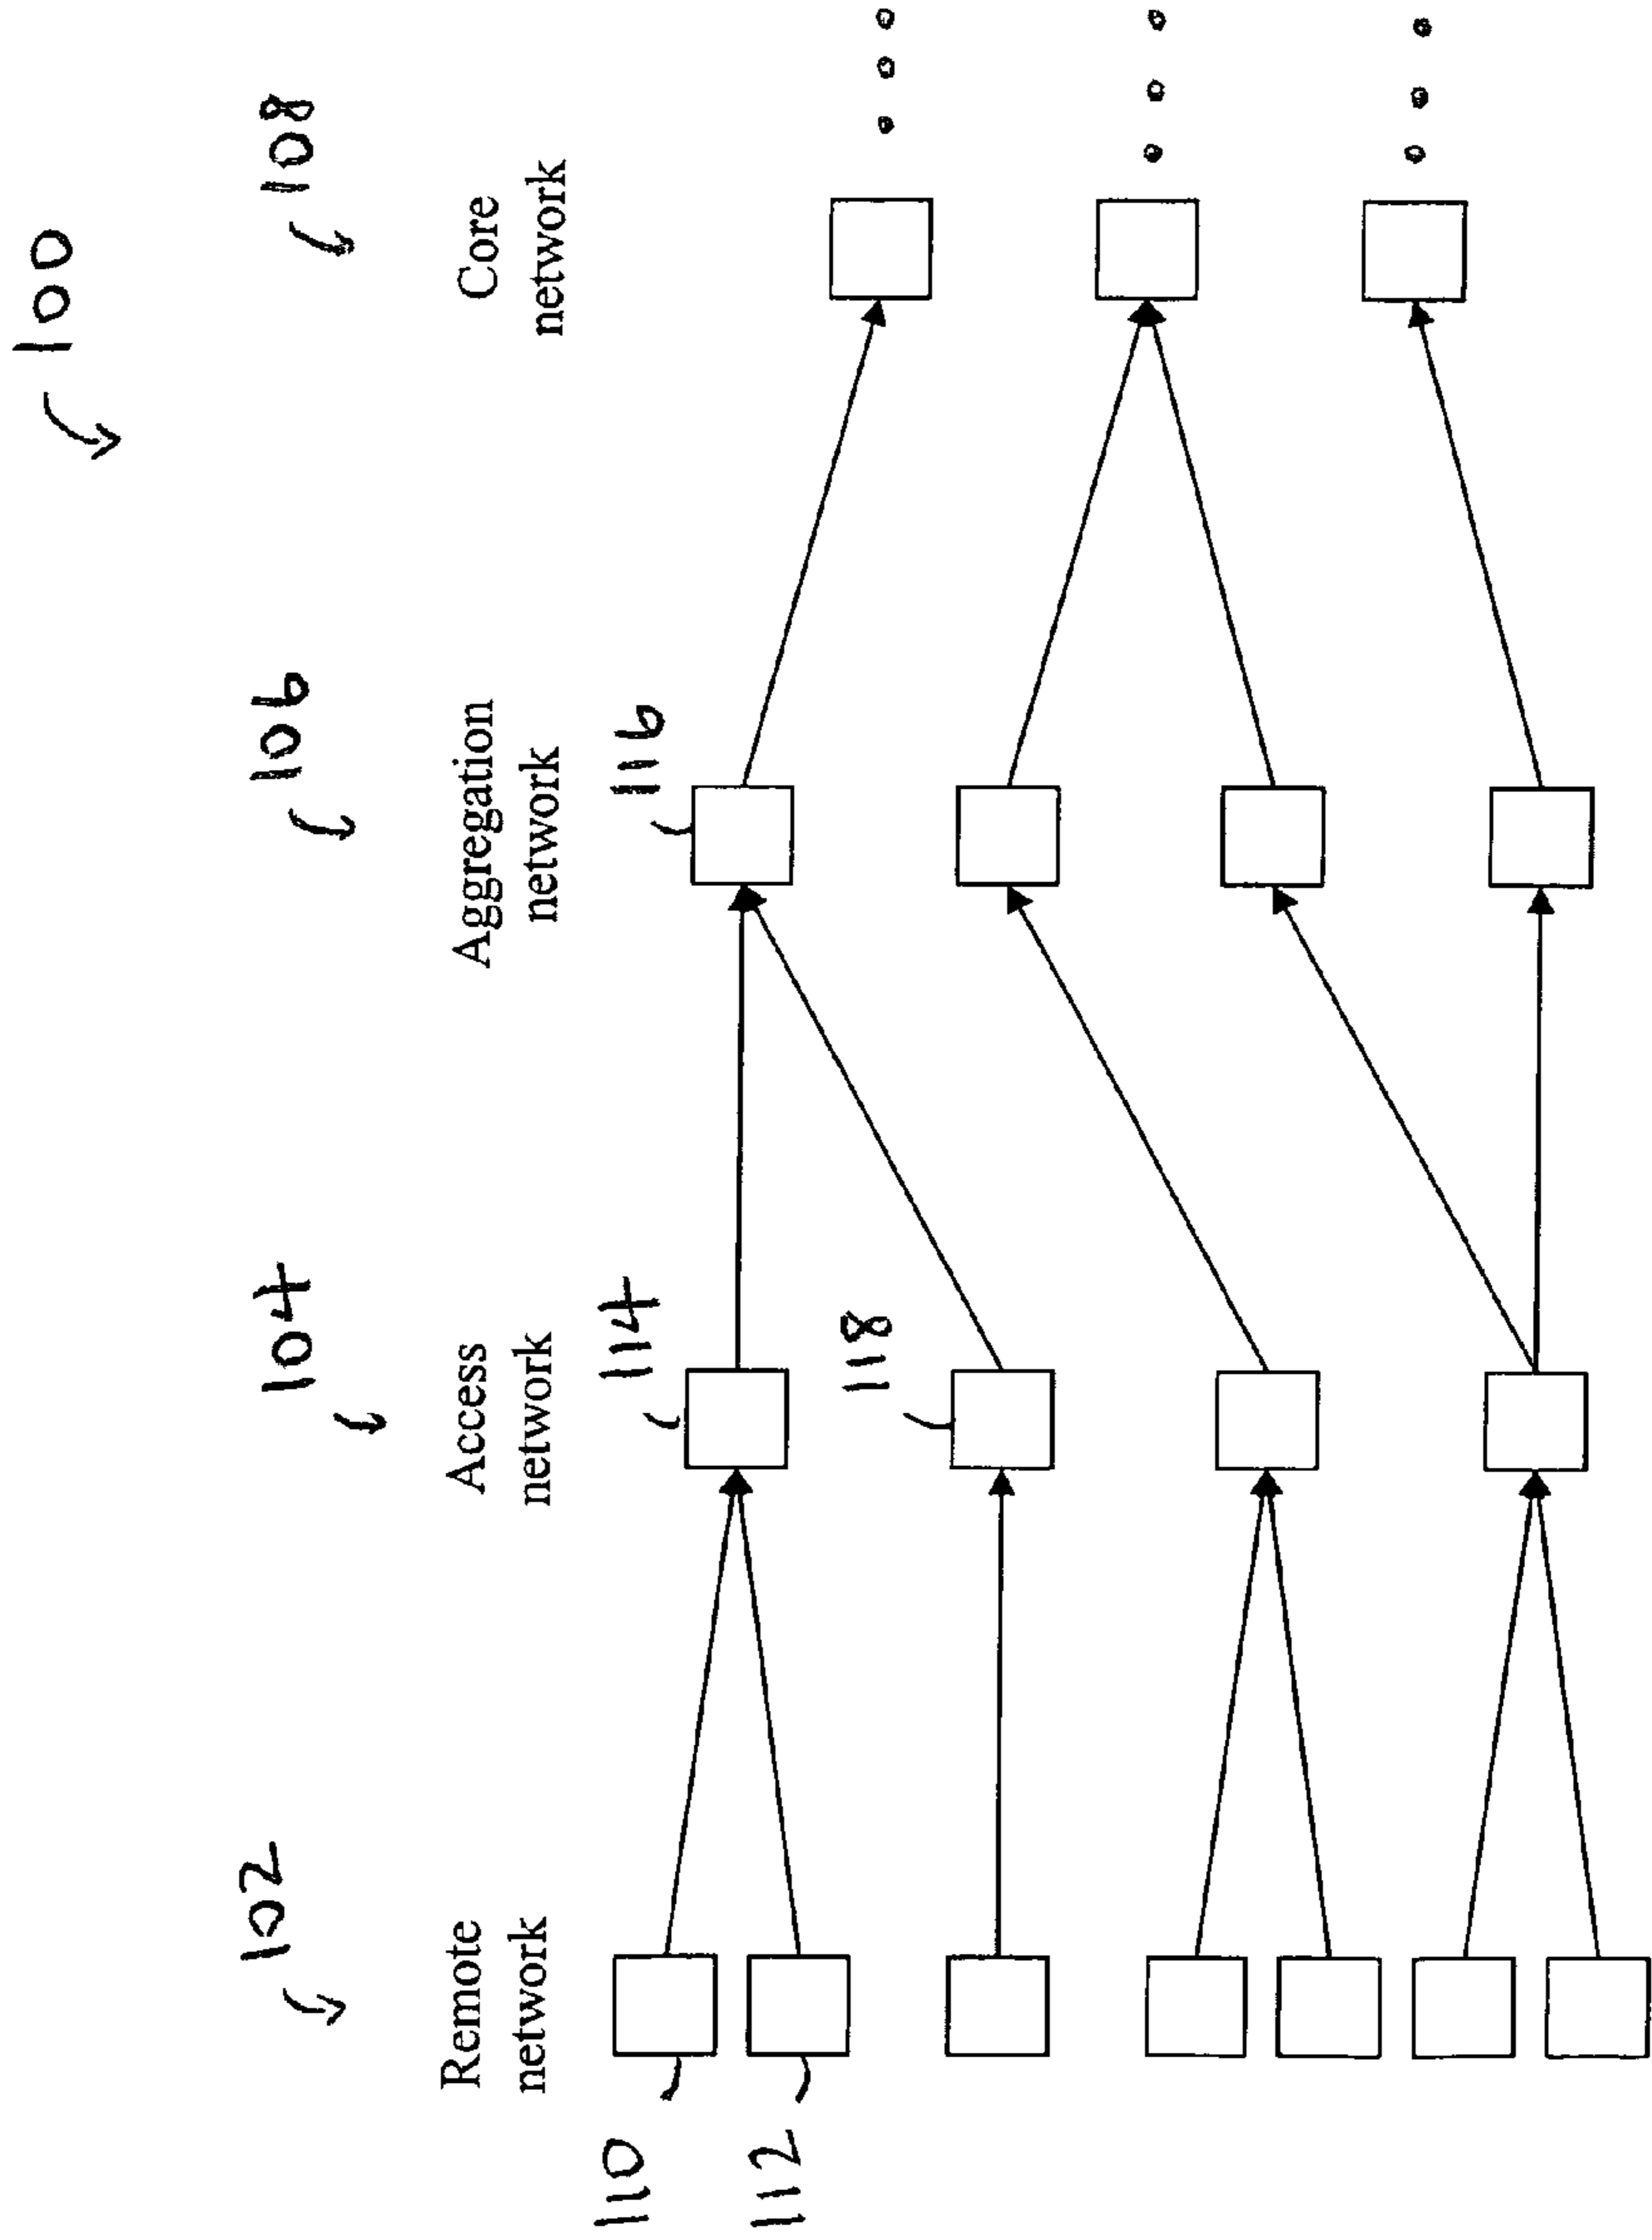 100
102
104
106
108
Remote
network
Access
network
Aggregation
network
Core
network
110
112
114
116
118